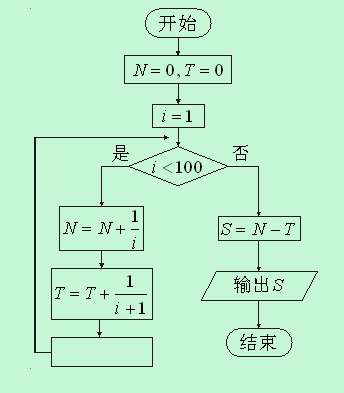 开始
N=0,T=0
i=1
是
否
i<100
N=N+1/i
S=N-T
T=T+1/(i+1)
输出S
结束